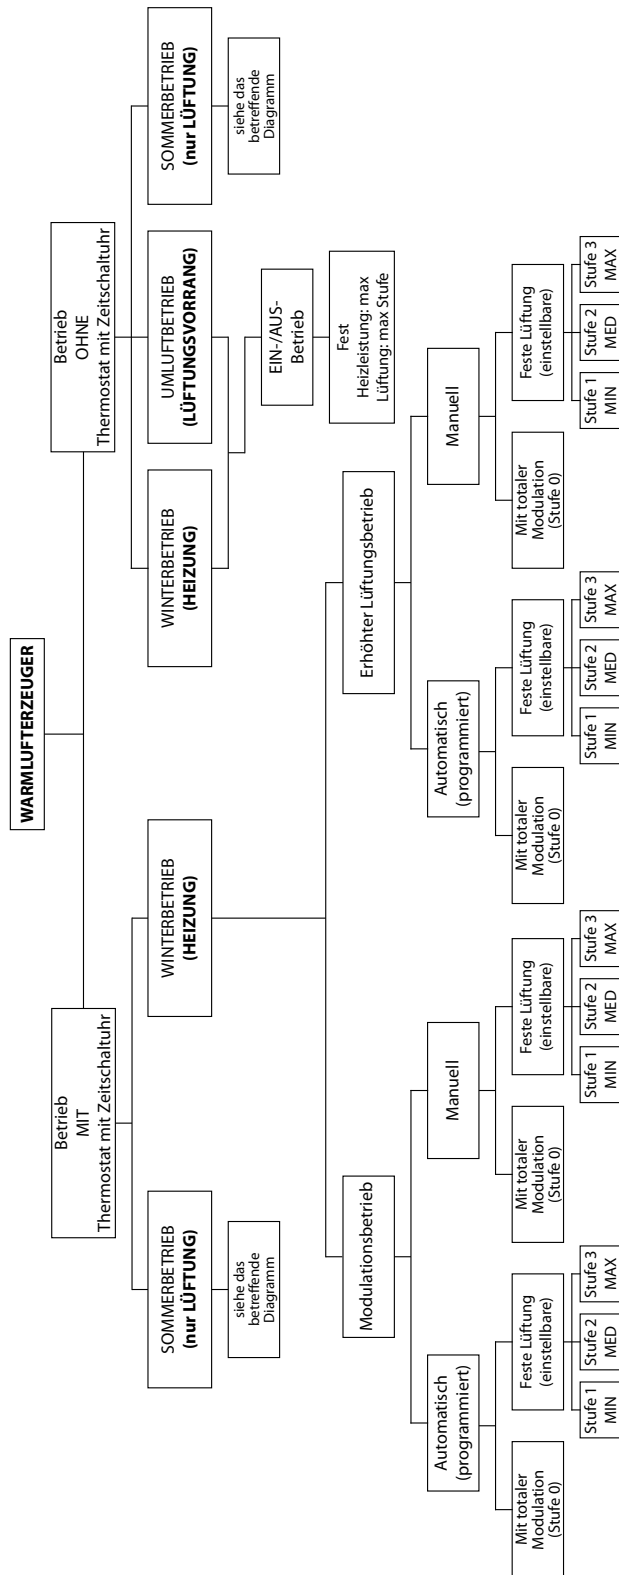 WARMLUFTERZEUGER
Betrieb
MIT
Thermostat mit Zeitschaltuhr
Betrieb
OHNE
Thermostat mit Zeitschaltuhr
SOMMERBETRIEB
(nur LÜFTUNG)
WINTERBETRIEB
(HEIZUNG)
WINTERBETRIEB
(HEIZUNG)
UMLUFTBETRIEB
(LÜFTUNGSVORRANG)
SOMMERBETRIEB
(nur LÜFTUNG)
siehe das
betreffende
Diagramm
siehe das
betreffende
Diagramm
EIN-/AUS-
Betrieb
Fest
Heizleistung: max
Lüftung: max Stufe
Modulationsbetrieb
Erhöhter Lüftungsbetrieb
Automatisch
(programmiert)
Manuell
Automatisch
(programmiert)
Manuell
Mit totaler
Modulation
(Stufe 0)
Feste Lüftung
(einstellbare)
Mit totaler
Modulation
(Stufe 0)
Feste Lüftung
(einstellbare)
Mit totaler
Modulation
(Stufe 0)
Feste Lüftung
(einstellbare)
Mit totaler
Modulation
(Stufe 0)
Feste Lüftung
(einstellbare)
Stufe 1
MIN
Stufe 2
MED
Stufe 3
MAX
Stufe 1
MIN
Stufe 2
MED
Stufe 3
MAX
Stufe 1
MIN
Stufe 2
MED
Stufe 3
MAX
Stufe 1
MIN
Stufe 2
MED
Stufe 3
MAX